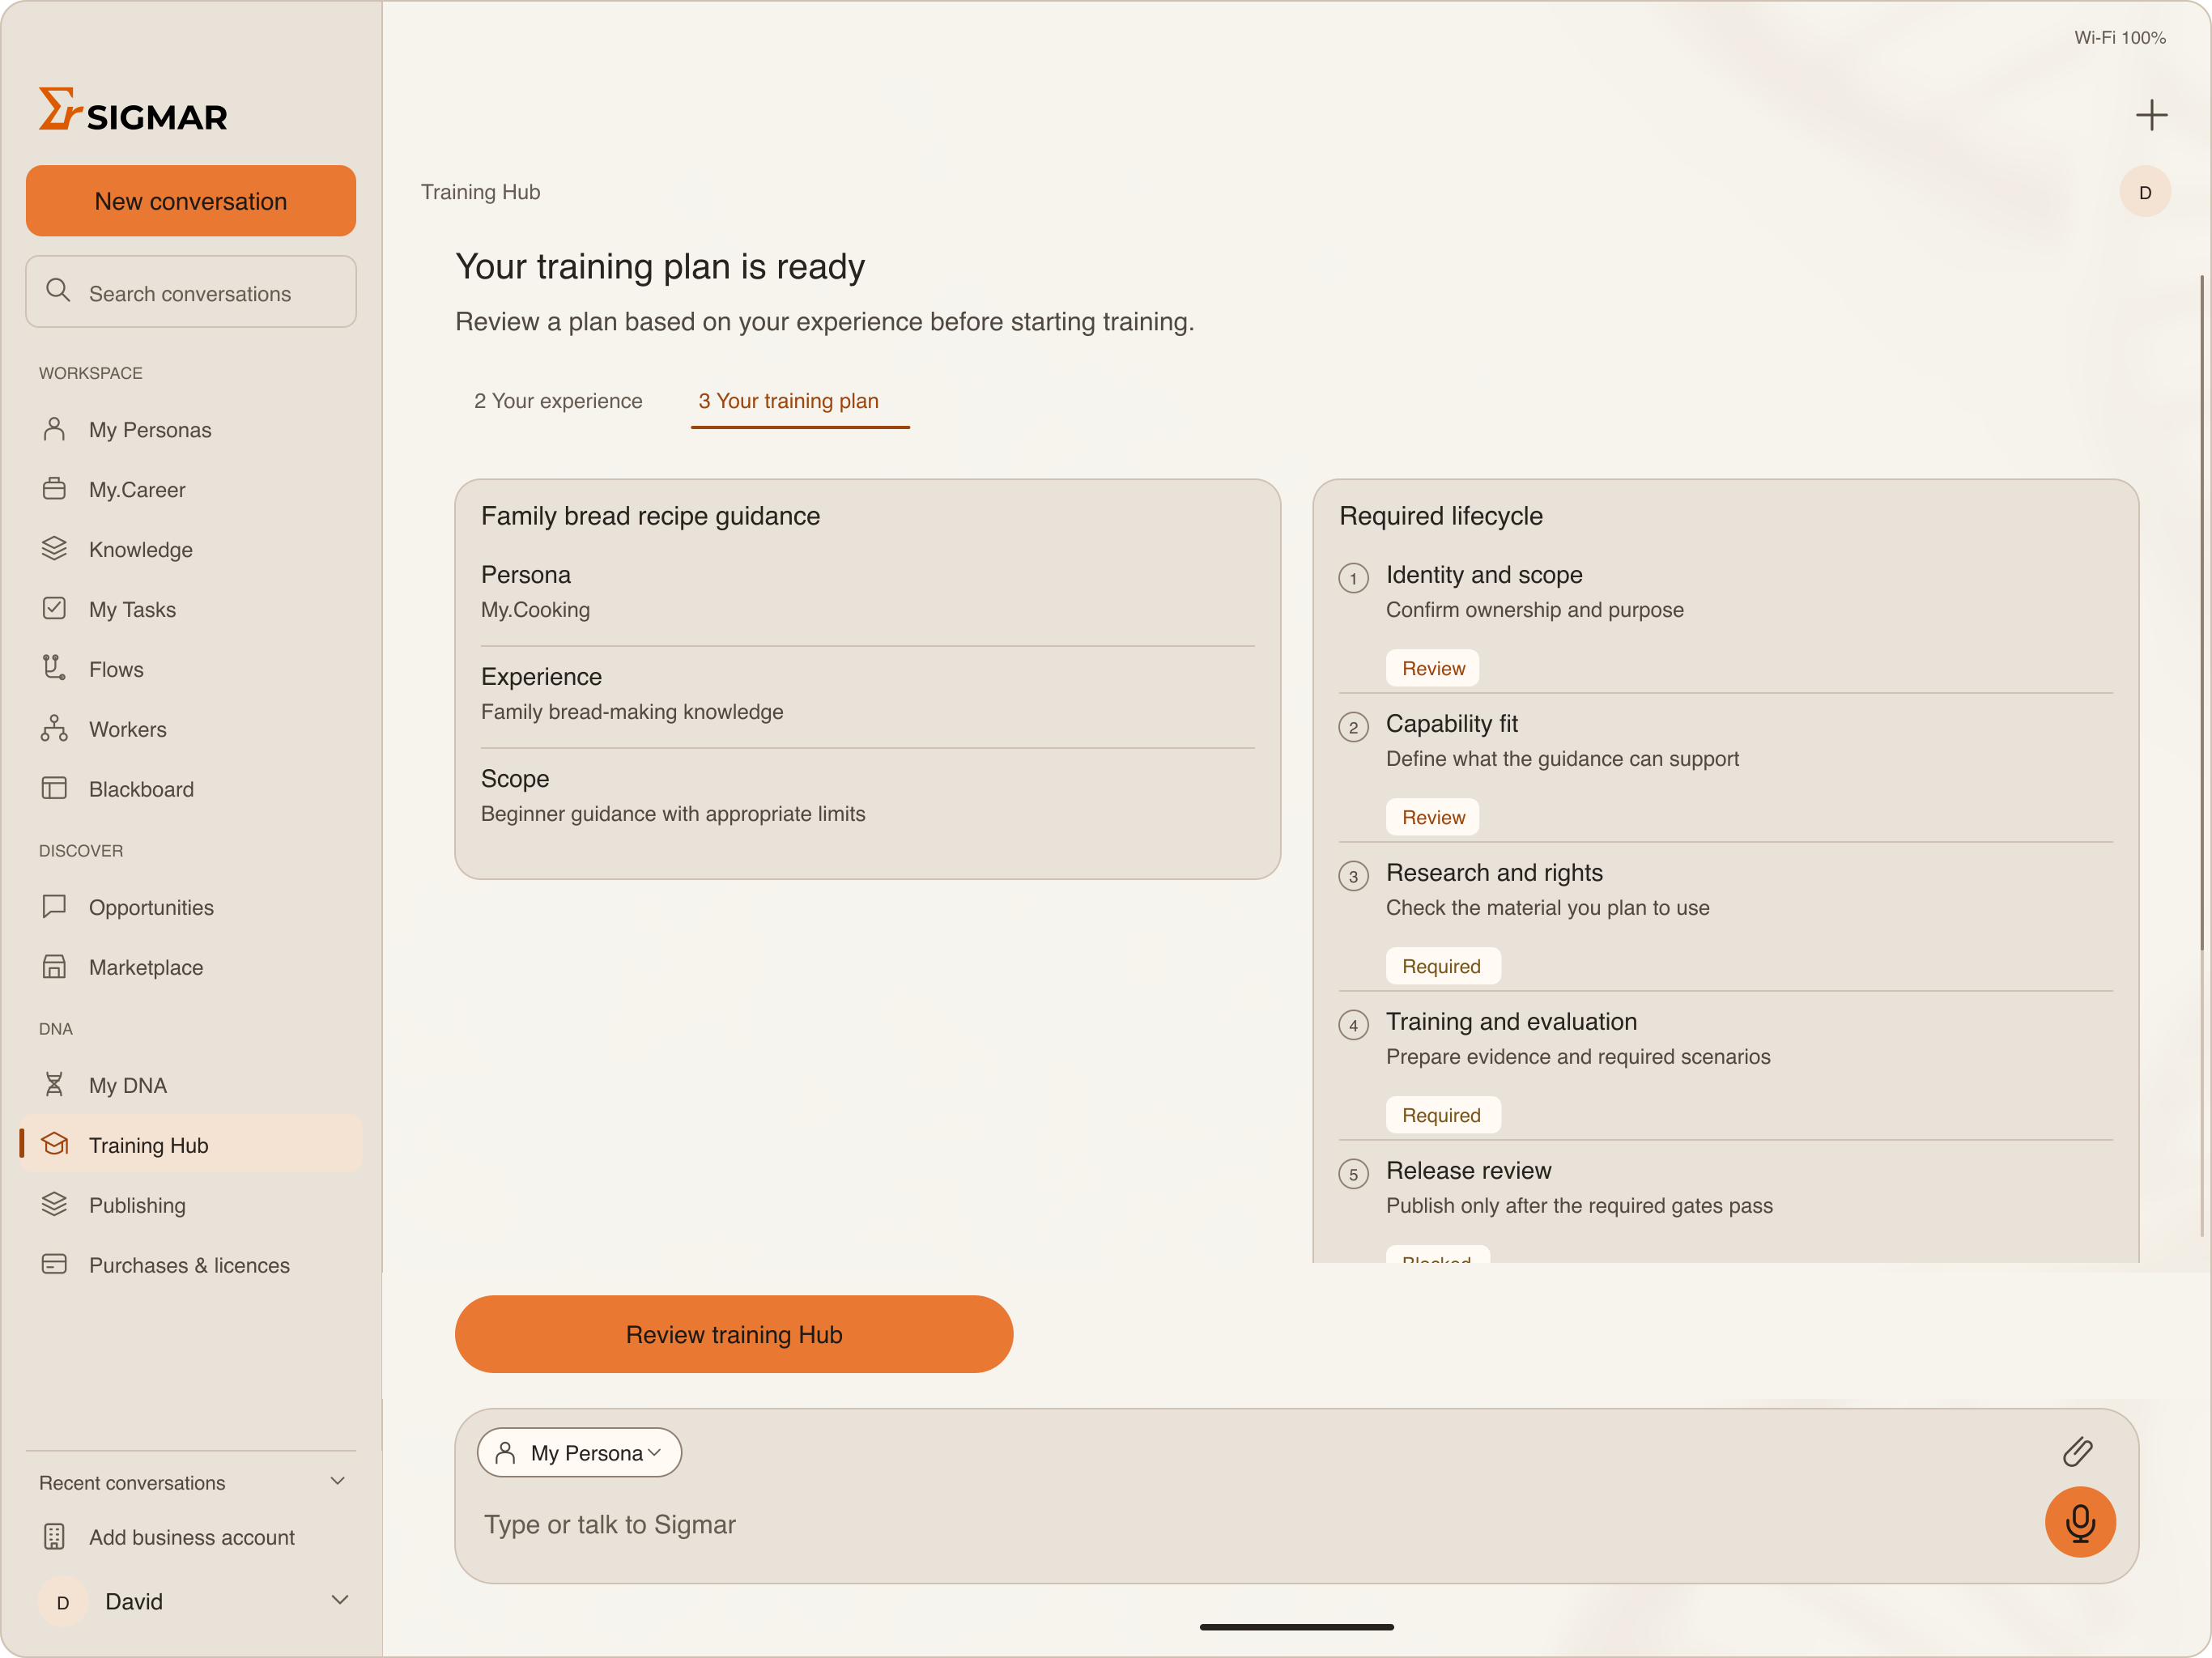 Wi-Fi 100%
SIGMAR
New conversation
Search conversations
WORKSPACE
My Personas
My.Career
Knowledge
My Tasks
Flows
Workers
Blackboard
DISCOVER
Opportunities
Marketplace
DNA
My DNA
Training Hub
Publishing
Purchases & licences
Recent conversations
Add business account
D
David
Training Hub
D
Your training plan is ready
Review a plan based on your experience before starting training.
2 Your experience
3 Your training plan
Family bread recipe guidance
Persona
My.Cooking
Experience
Family bread-making knowledge
Scope
Beginner guidance with appropriate limits
Required lifecycle
1 Identity and scope
Confirm ownership and purpose
Review
2 Capability fit
Define what the guidance can support
Review
3 Research and rights
Check the material you plan to use
Required
4 Training and evaluation
Prepare evidence and required scenarios
Required
5 Release review
Publish only after the required gates pass
Blocked
Review training Hub
My Persona
Type or talk to Sigmar